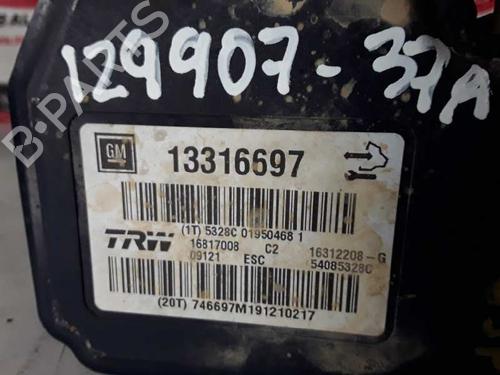 129907-37A
B-PARTS
GM
13316697
(1T) 5328C 01950468 1
TRW
16817008 C2 16312208-G
09121 ESC 54085328C
(20T) 746697M191210217